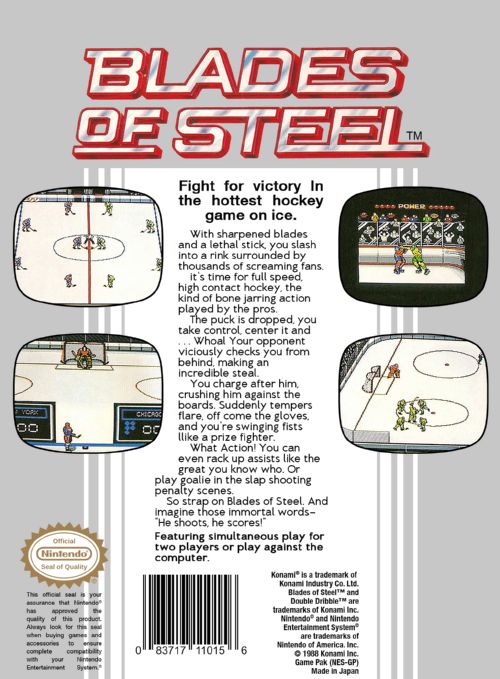 BLADES
OF STEEL™
Fight for victory In
the hottest hockey
game on ice.
With sharpened blades
and a lethal stick, you slash
into a rink surrounded by
thousands of screaming fans.
it's time for full speed,
high contact hockey, the
kind of bone jarring action
played by the pros.
The puck is dropped, you
take control, center it and
. . . Whoal Your opponent
viciously checks you from
behind, making an
incredible steal.
You charge after him,
crushing him against the
boards. Suddenly tempers
flare, off come the gloves,
and you're swinging fists
llike a prize fighter.
What Action! You can
even rack up assists like the
great you know who. Or
play goalie in the slap shooting
penalty scenes.
So strap on Blades of Steel. And
imagine those immortal words–
"He shoots, he scores!"
Featuring simultaneous play for
two players or play against the
computer.
POWER
YORK
CHICAGO
00
00
Official
Nintendo®
Seal of Quality
This official seal is your
assurance that Nintendo®
has approved the
quality of this product.
Always look for this seal
when buying games and
accessories to ensure
complete compatibility
with your Nintendo
Entertainment System.®
0 83717 11015 6
Konami® is a trademark of
Konami Industry Co. Ltd.
Blades of Steel™ and
Double Dribble™ are
trademarks of Konami Inc.
Nintendo® and Nintendo
Entertainment System®
are trademarks of
Nintendo of America. Inc.
© 1988 Konami Inc.
Game Pak (NES-GP)
Made in Japan